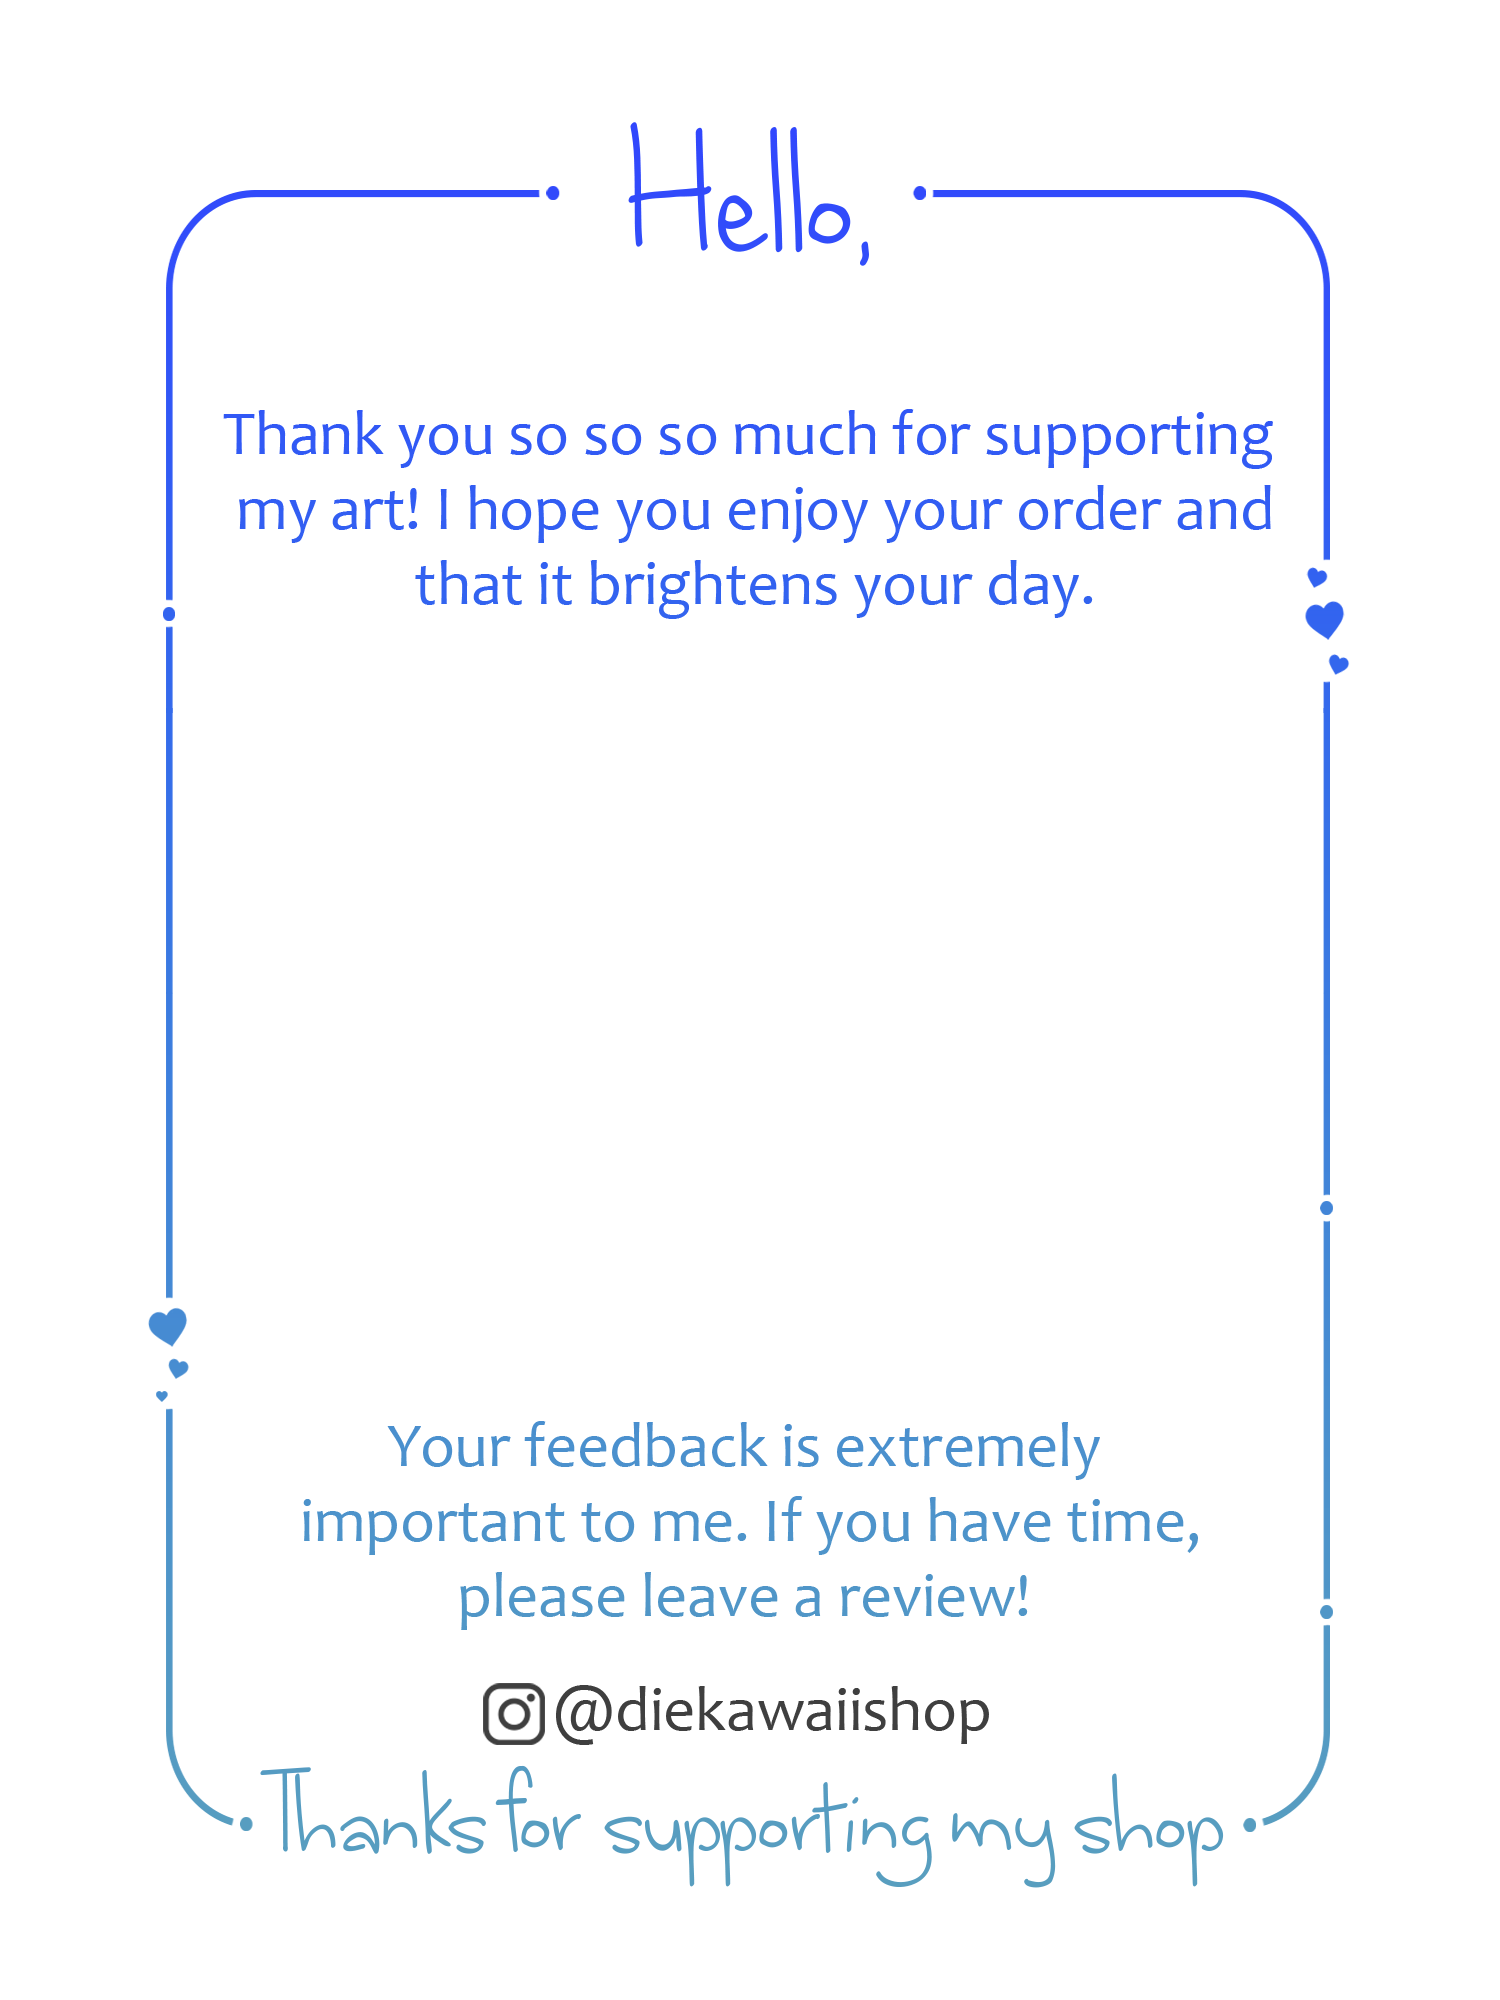 Hello,
Thank you so so so much for supporting
my art! I hope you enjoy your order and
that it brightens your day.
Your feedback is extremely
important to me. If you have time,
please leave a review!
@diekawaiishop
Thanks for supporting my shop